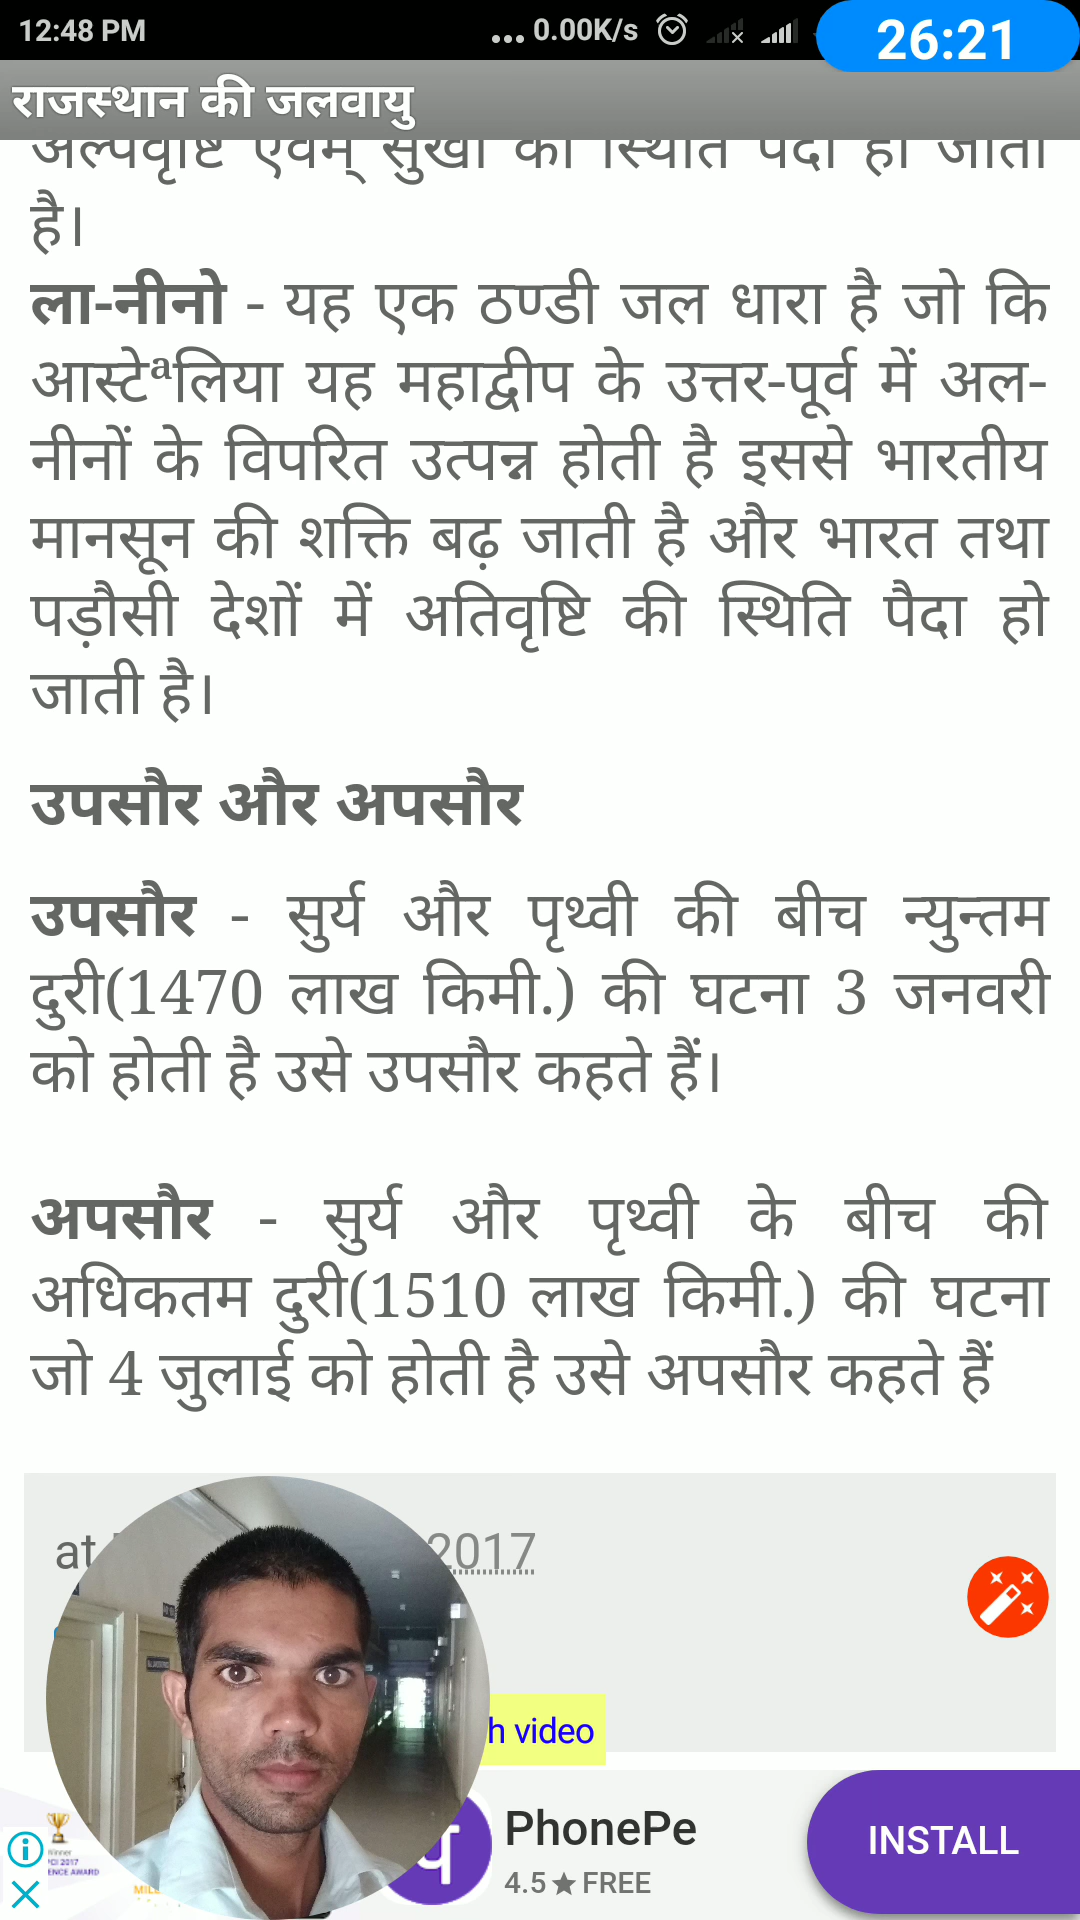 12:48 PM
... 0.00K/s
26:21
राजस्थान की जलवायु
अल्पवृष्टि एवम् सुखा की स्थिति पैदा हो जाती
है।
ला-नीनो - यह एक ठण्डी जल धारा है जो कि
आस्टेªलिया यह महाद्वीप के उत्तर-पूर्व में अल-
नीनों के विपरित उत्पन्न होती है इससे भारतीय
मानसून की शक्ति बढ़ जाती है और भारत तथा
पड़ौसी देशों में अतिवृष्टि की स्थिति पैदा हो
जाती है।
उपसौर और अपसौर
उपसौर - सुर्य और पृथ्वी की बीच न्युन्तम
दुरी(1470 लाख किमी.) की घटना 3 जनवरी
को होती है उसे उपसौर कहते हैं।
अपसौर - सुर्य और पृथ्वी के बीच की
अधिकतम दुरी(1510 लाख किमी.) की घटना
जो 4 जुलाई को होती है उसे अपसौर कहते हैं
at 2017
h video
PhonePe
4.5 ★ FREE
INSTALL